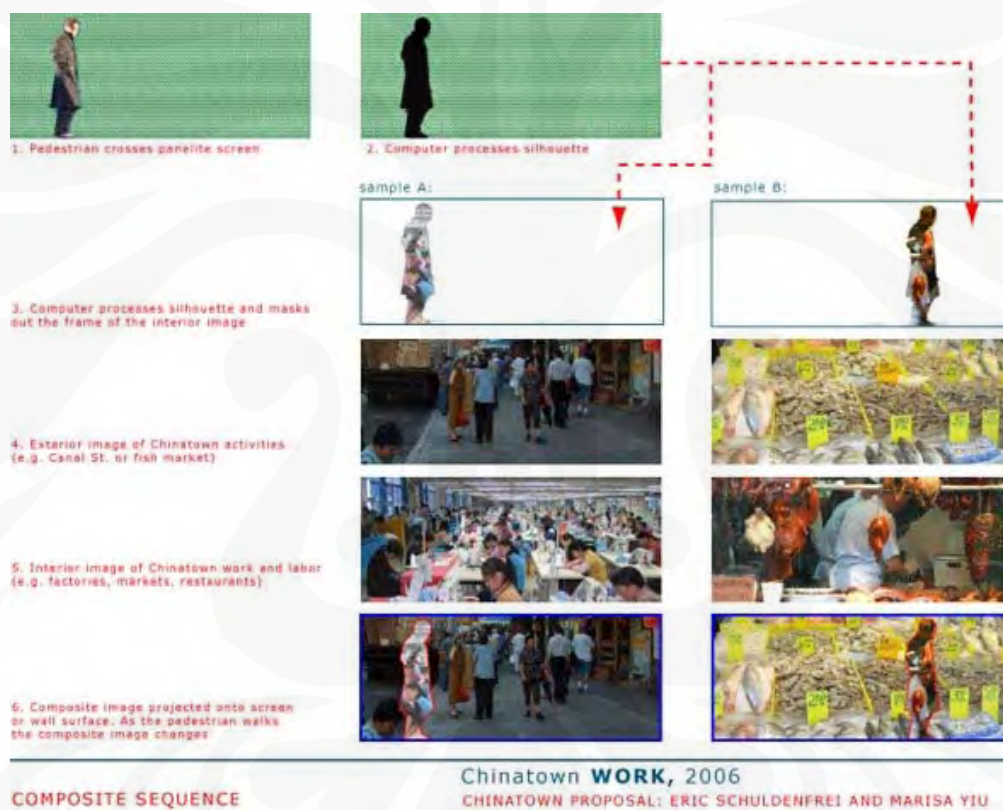 1. Pedestrian crosses panelite screen
2. Computer processes silhouette
sample A:
sample B:
3. Computer processes silhouette and masks
out the frame of the interior image
4. Exterior image of Chinatown activities
(e.g. Canal St. or fish market)
5. Interior image of Chinatown work and labor
(e.g. factories, markets, restaurants)
6. Composite image projected onto screen
or wall surface. As the pedestrian walks
the composite image changes
Chinatown WORK, 2006
COMPOSITE SEQUENCE
CHINATOWN PROPOSAL: ERIC SCHULDENFREI AND MARISA YIU